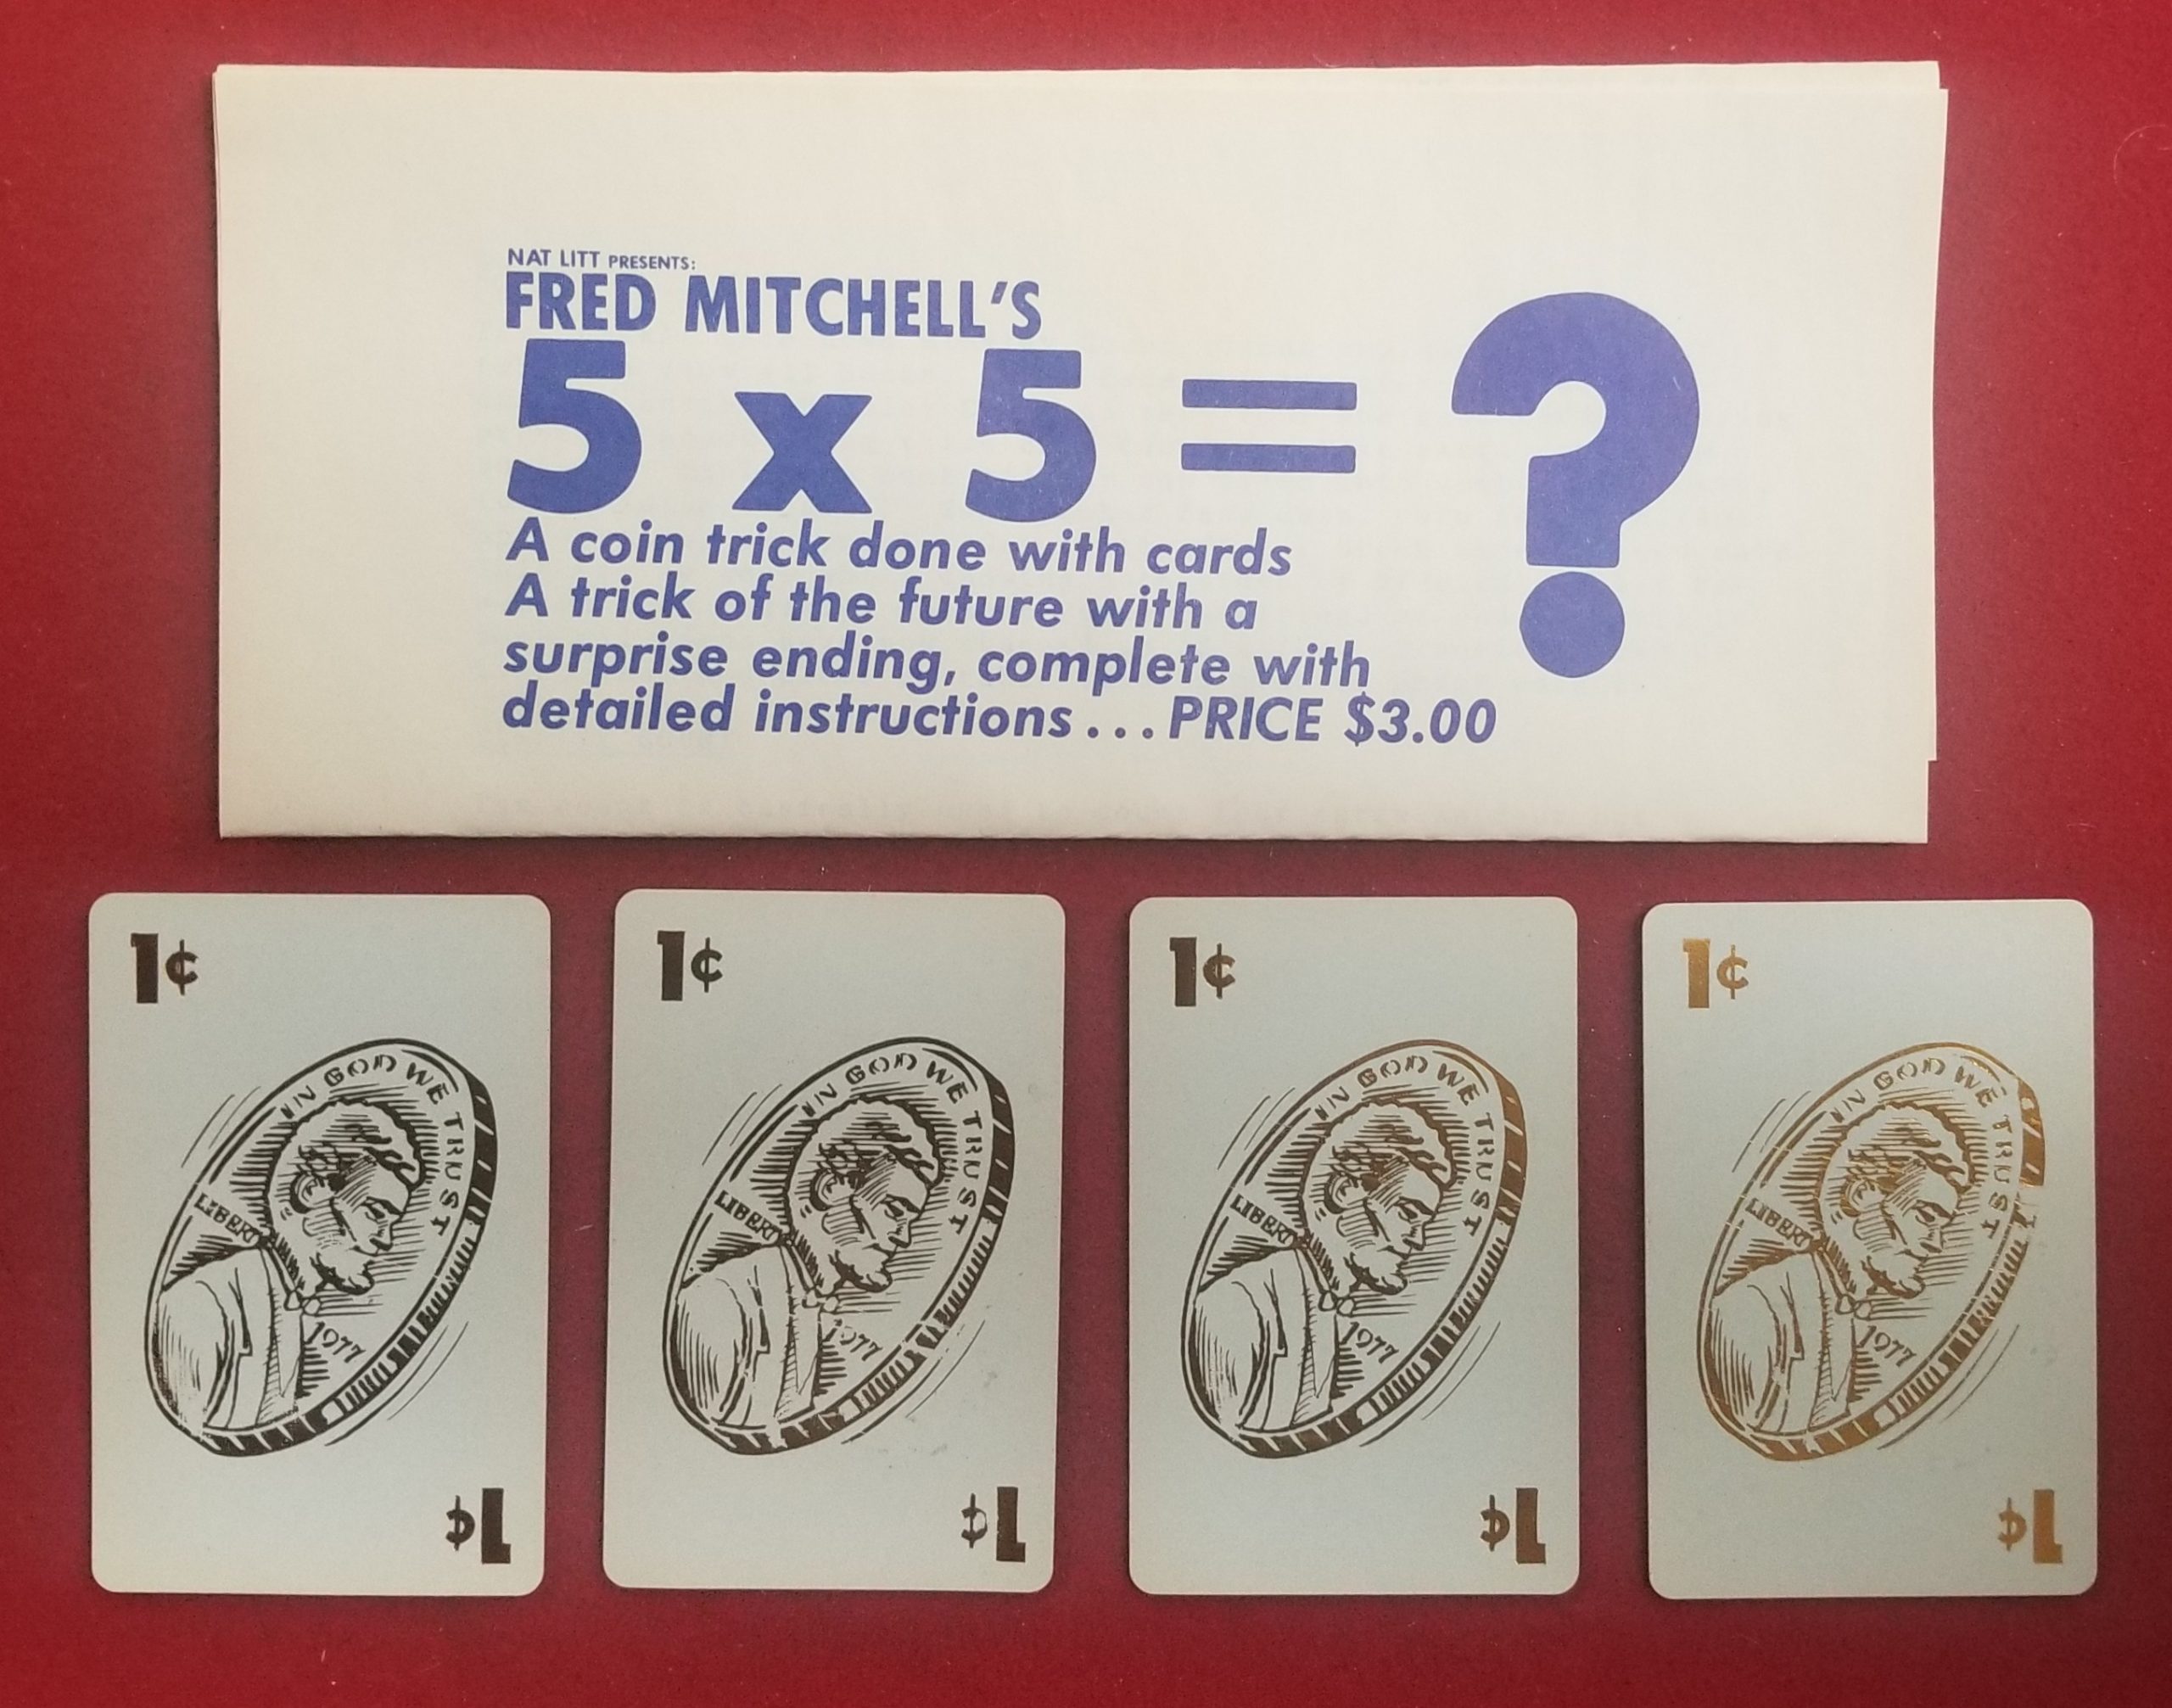 NAT LITT PRESENTS:
FRED MITCHELL'S
5 x 5 = ?
A coin trick done with cards
A trick of the future with a
surprise ending, complete with
detailed instructions... PRICE $3.00
1¢
IN GOD WE TRUST
LIBERTY
1977
1¢
1¢
IN GOD WE TRUST
LIBERTY
1977
1¢
1¢
IN GOD WE TRUST
LIBERTY
1977
1¢
1¢
IN GOD WE TRUST
LIBERTY
1977
1¢